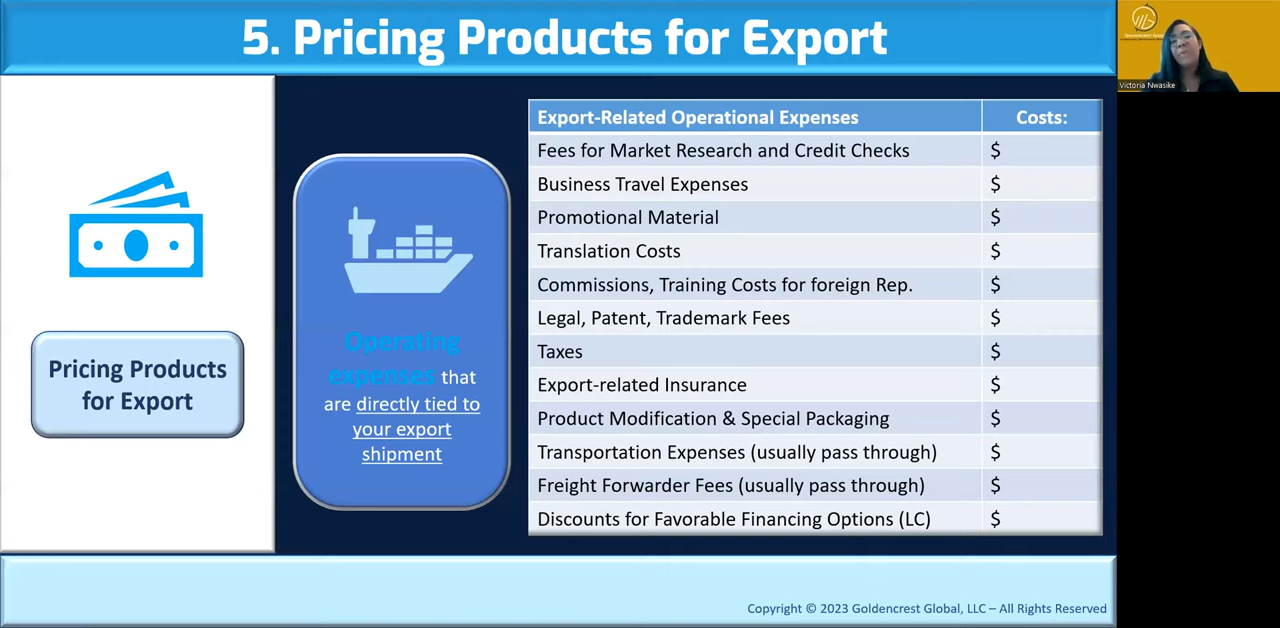 5. Pricing Products for Export
Victoria Nwasike
Pricing Products
for Export
Operating
expenses that
are directly tied to
your export
shipment
Export-Related Operational Expenses Costs:
Fees for Market Research and Credit Checks $
Business Travel Expenses $
Promotional Material $
Translation Costs $
Commissions, Training Costs for foreign Rep. $
Legal, Patent, Trademark Fees $
Taxes $
Export-related Insurance $
Product Modification & Special Packaging $
Transportation Expenses (usually pass through) $
Freight Forwarder Fees (usually pass through) $
Discounts for Favorable Financing Options (LC) $
Copyright © 2023 Goldencrest Global, LLC – All Rights Reserved